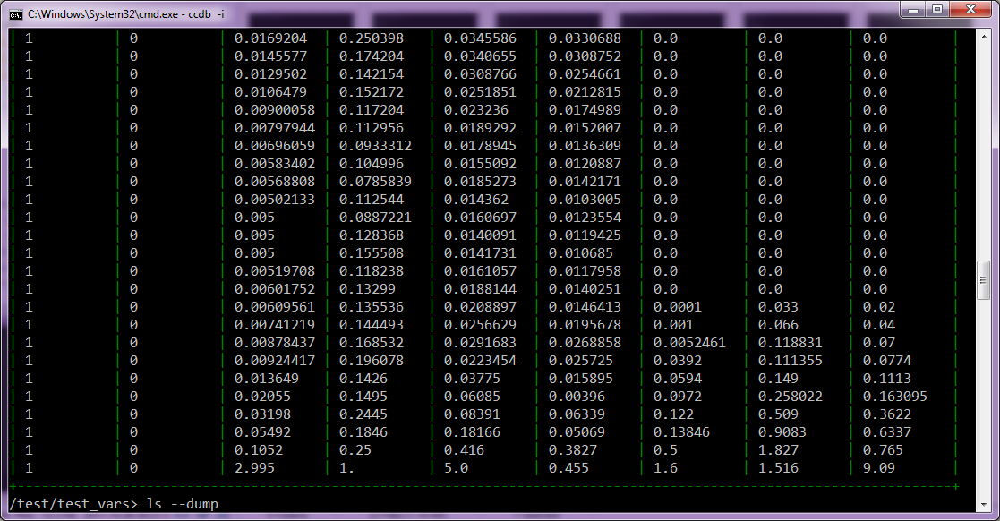 C:\Windows\System32\cmd.exe - ccdb -i
| 1 | 0 | 0.0169204 | 0.250398 | 0.0345586 | 0.0330688 | 0.0 | 0.0 | 0.0 |
| 1 | 0 | 0.0145577 | 0.174204 | 0.0340655 | 0.0308752 | 0.0 | 0.0 | 0.0 |
| 1 | 0 | 0.0129502 | 0.142154 | 0.0308766 | 0.0254661 | 0.0 | 0.0 | 0.0 |
| 1 | 0 | 0.0106479 | 0.152172 | 0.0251851 | 0.0212815 | 0.0 | 0.0 | 0.0 |
| 1 | 0 | 0.00900058 | 0.117204 | 0.023236 | 0.0174989 | 0.0 | 0.0 | 0.0 |
| 1 | 0 | 0.00797944 | 0.112956 | 0.0189292 | 0.0152007 | 0.0 | 0.0 | 0.0 |
| 1 | 0 | 0.00696059 | 0.0933312 | 0.0178945 | 0.0136309 | 0.0 | 0.0 | 0.0 |
| 1 | 0 | 0.00583402 | 0.104996 | 0.0155092 | 0.0120887 | 0.0 | 0.0 | 0.0 |
| 1 | 0 | 0.00568808 | 0.0785839 | 0.0185273 | 0.0142171 | 0.0 | 0.0 | 0.0 |
| 1 | 0 | 0.00502133 | 0.112544 | 0.014362 | 0.0103005 | 0.0 | 0.0 | 0.0 |
| 1 | 0 | 0.005 | 0.0887221 | 0.0160697 | 0.0123554 | 0.0 | 0.0 | 0.0 |
| 1 | 0 | 0.005 | 0.128368 | 0.0140091 | 0.0119425 | 0.0 | 0.0 | 0.0 |
| 1 | 0 | 0.005 | 0.155508 | 0.0141731 | 0.010685 | 0.0 | 0.0 | 0.0 |
| 1 | 0 | 0.00519708 | 0.118238 | 0.0161057 | 0.0117958 | 0.0 | 0.0 | 0.0 |
| 1 | 0 | 0.00601752 | 0.13299 | 0.0188144 | 0.0140251 | 0.0 | 0.0 | 0.0 |
| 1 | 0 | 0.00609561 | 0.135536 | 0.0208897 | 0.0146413 | 0.0001 | 0.033 | 0.02 |
| 1 | 0 | 0.00741219 | 0.144493 | 0.0256629 | 0.0195678 | 0.001 | 0.066 | 0.04 |
| 1 | 0 | 0.00878437 | 0.168532 | 0.0291683 | 0.0268858 | 0.0052461 | 0.118831 | 0.07 |
| 1 | 0 | 0.00924417 | 0.196078 | 0.0223454 | 0.025725 | 0.0392 | 0.111355 | 0.0774 |
| 1 | 0 | 0.013649 | 0.1426 | 0.03775 | 0.015895 | 0.0594 | 0.149 | 0.1113 |
| 1 | 0 | 0.02055 | 0.1495 | 0.06085 | 0.00396 | 0.0972 | 0.258022 | 0.163095 |
| 1 | 0 | 0.03198 | 0.2445 | 0.08391 | 0.06339 | 0.122 | 0.509 | 0.3622 |
| 1 | 0 | 0.05492 | 0.1846 | 0.18166 | 0.05069 | 0.13846 | 0.9083 | 0.6337 |
| 1 | 0 | 0.1052 | 0.25 | 0.416 | 0.3827 | 0.5 | 1.827 | 0.765 |
| 1 | 0 | 2.995 | 1. | 5.0 | 0.455 | 1.6 | 1.516 | 9.09 |
/test/test_vars> ls --dump